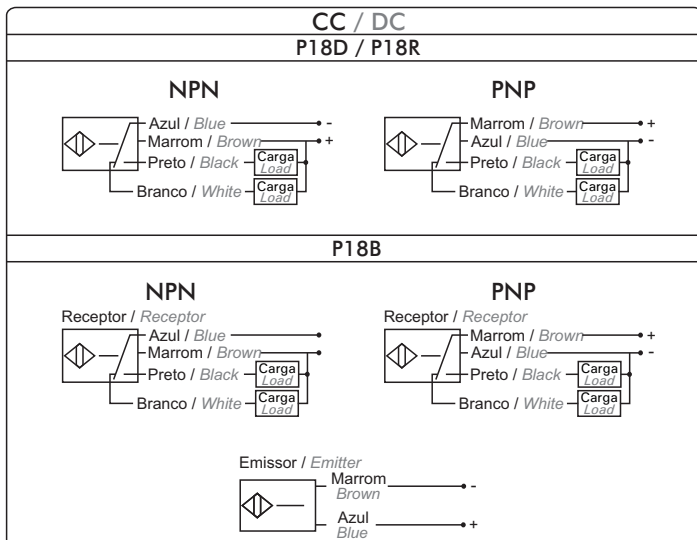 CC / DC
P18D / P18R
NPN
Azul / Blue -
Marrom / Brown +
Preto / Black Carga
Load
Branco / White Carga
Load
PNP
Marrom / Brown +
Azul / Blue -
Preto / Black Carga
Load
Branco / White Carga
Load
P18B
NPN
Receptor / Receptor
Azul / Blue
Marrom / Brown
Preto / Black Carga
Load
Branco / White Carga
Load
PNP
Receptor / Receptor
Marrom / Brown +
Azul / Blue -
Preto / Black Carga
Load
Branco / White Carga
Load
Emissor / Emitter
Marrom -
Brown
Azul +
Blue